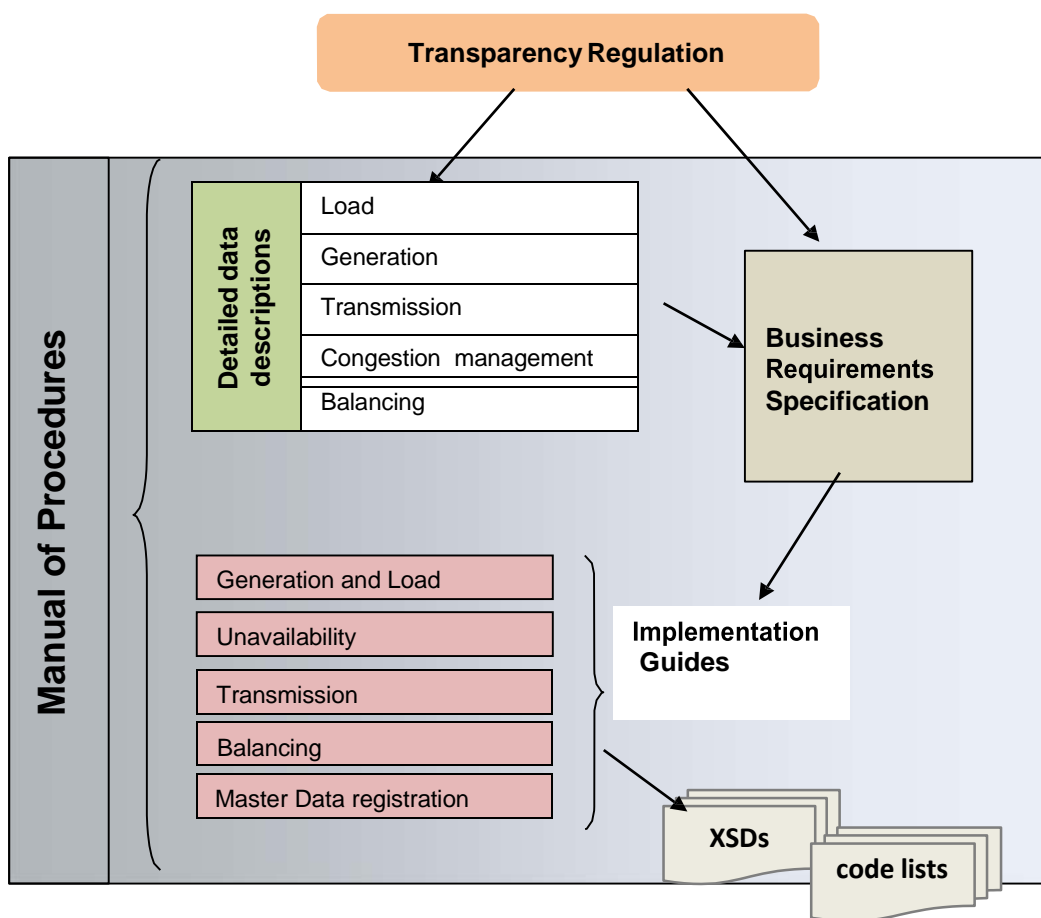 Transparency Regulation
Manual of Procedures
Detailed data
descriptions
Load
Generation
Transmission
Congestion management
Balancing
Business
Requirements
Specification
Generation and Load
Unavailability
Transmission
Balancing
Master Data registration
Implementation
Guides
XSDs
code lists